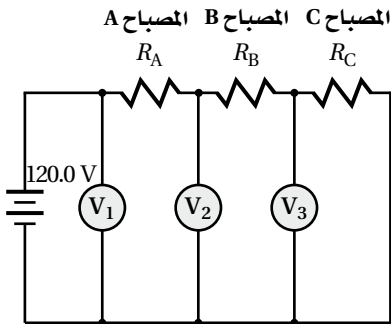 المصباح A المصباح B المصباح C
R_A R_B R_C
120.0 V
V₁ V₂ V₃